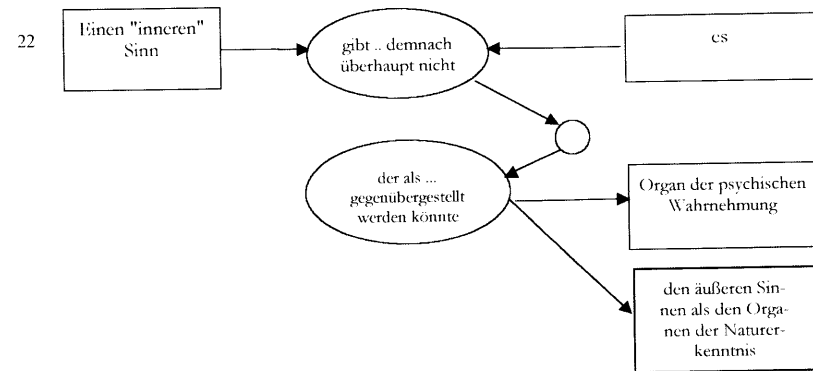 22
Einen "inneren"
Sinn
gibt .. demnach
überhaupt nicht
es
der als ...
gegenübergestellt
werden könnte
Organ der psychischen
Wahrnehmung
den äußeren Sin-
nen als den Orga-
nen der Naturer-
kenntnis